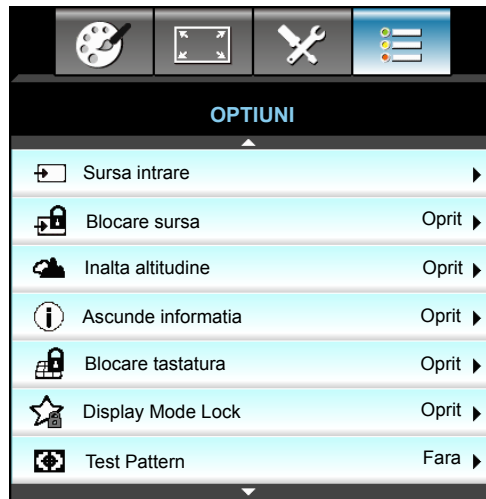 OPTIUNI
Sursa intrare
Blocare sursa Oprit
Inalta altitudine Oprit
Ascunde informatia Oprit
Blocare tastatura Oprit
Display Mode Lock Oprit
Test Pattern Fara